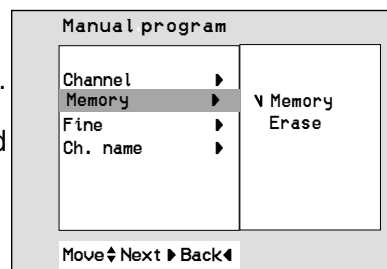 Manual program
Channel ▶
Memory ▶
Fine ▶
Ch. name ▶
√ Memory
Erase
Move ♦ Next ▶ Back ◀